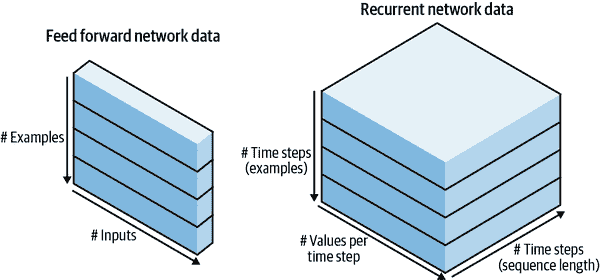 Feed forward network data
# Examples
# Inputs
Recurrent network data
# Time steps
(examples)
# Values per
time step
# Time steps
(sequence length)